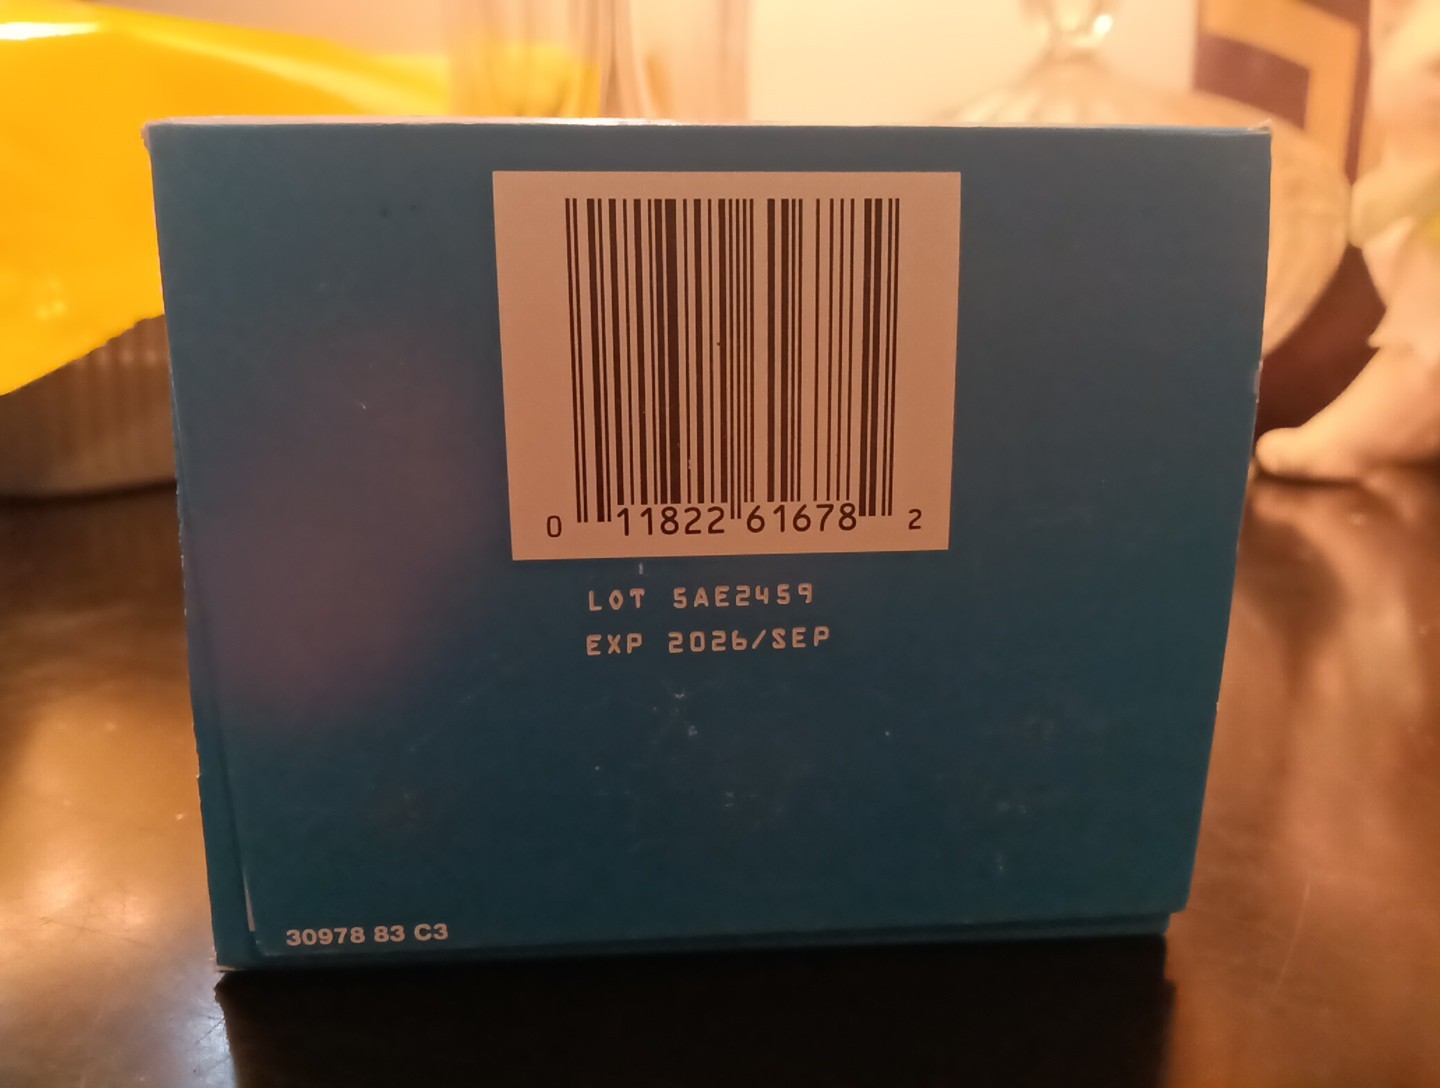 0 11822 61678 2
LOT 5AE2459
EXP 2026/SEP
30978 83 C3